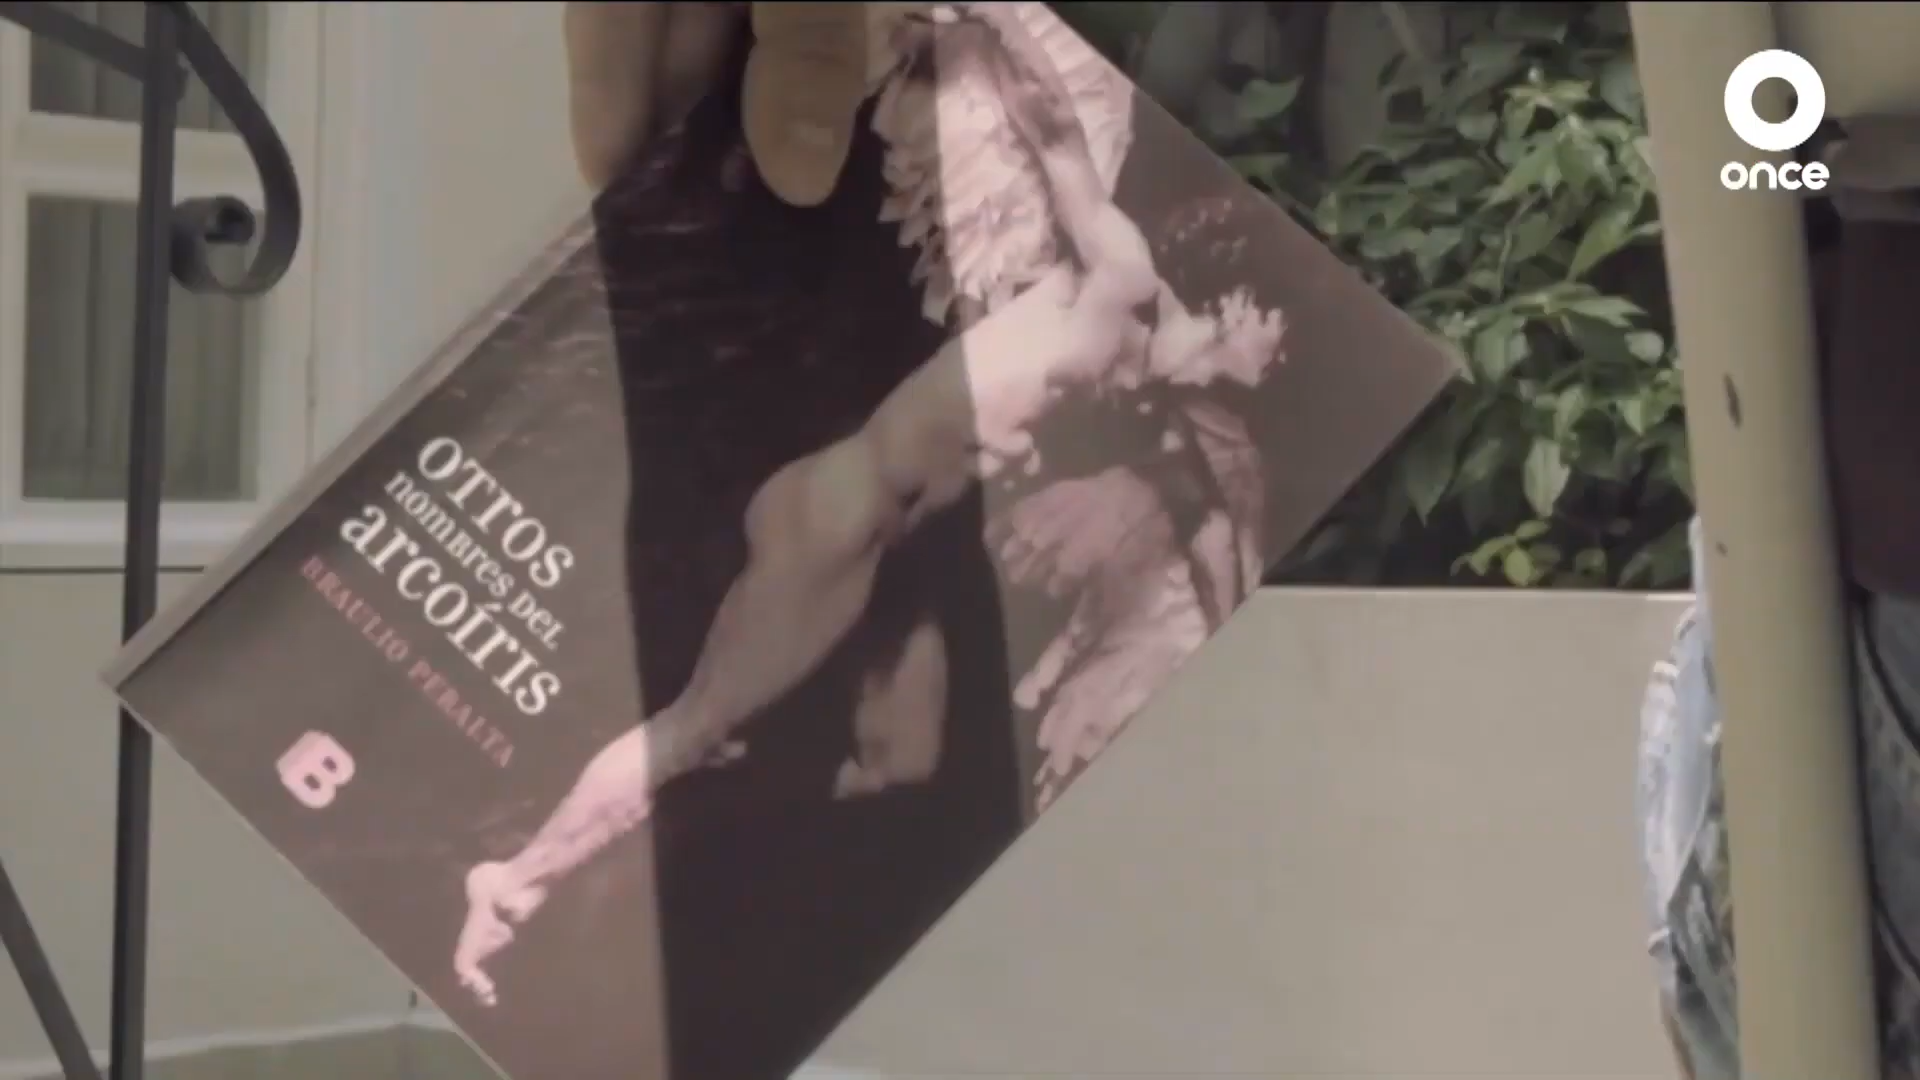 once
OTROS
nomBres DeL
arcoírIS
BRAULIO PERALTA
B